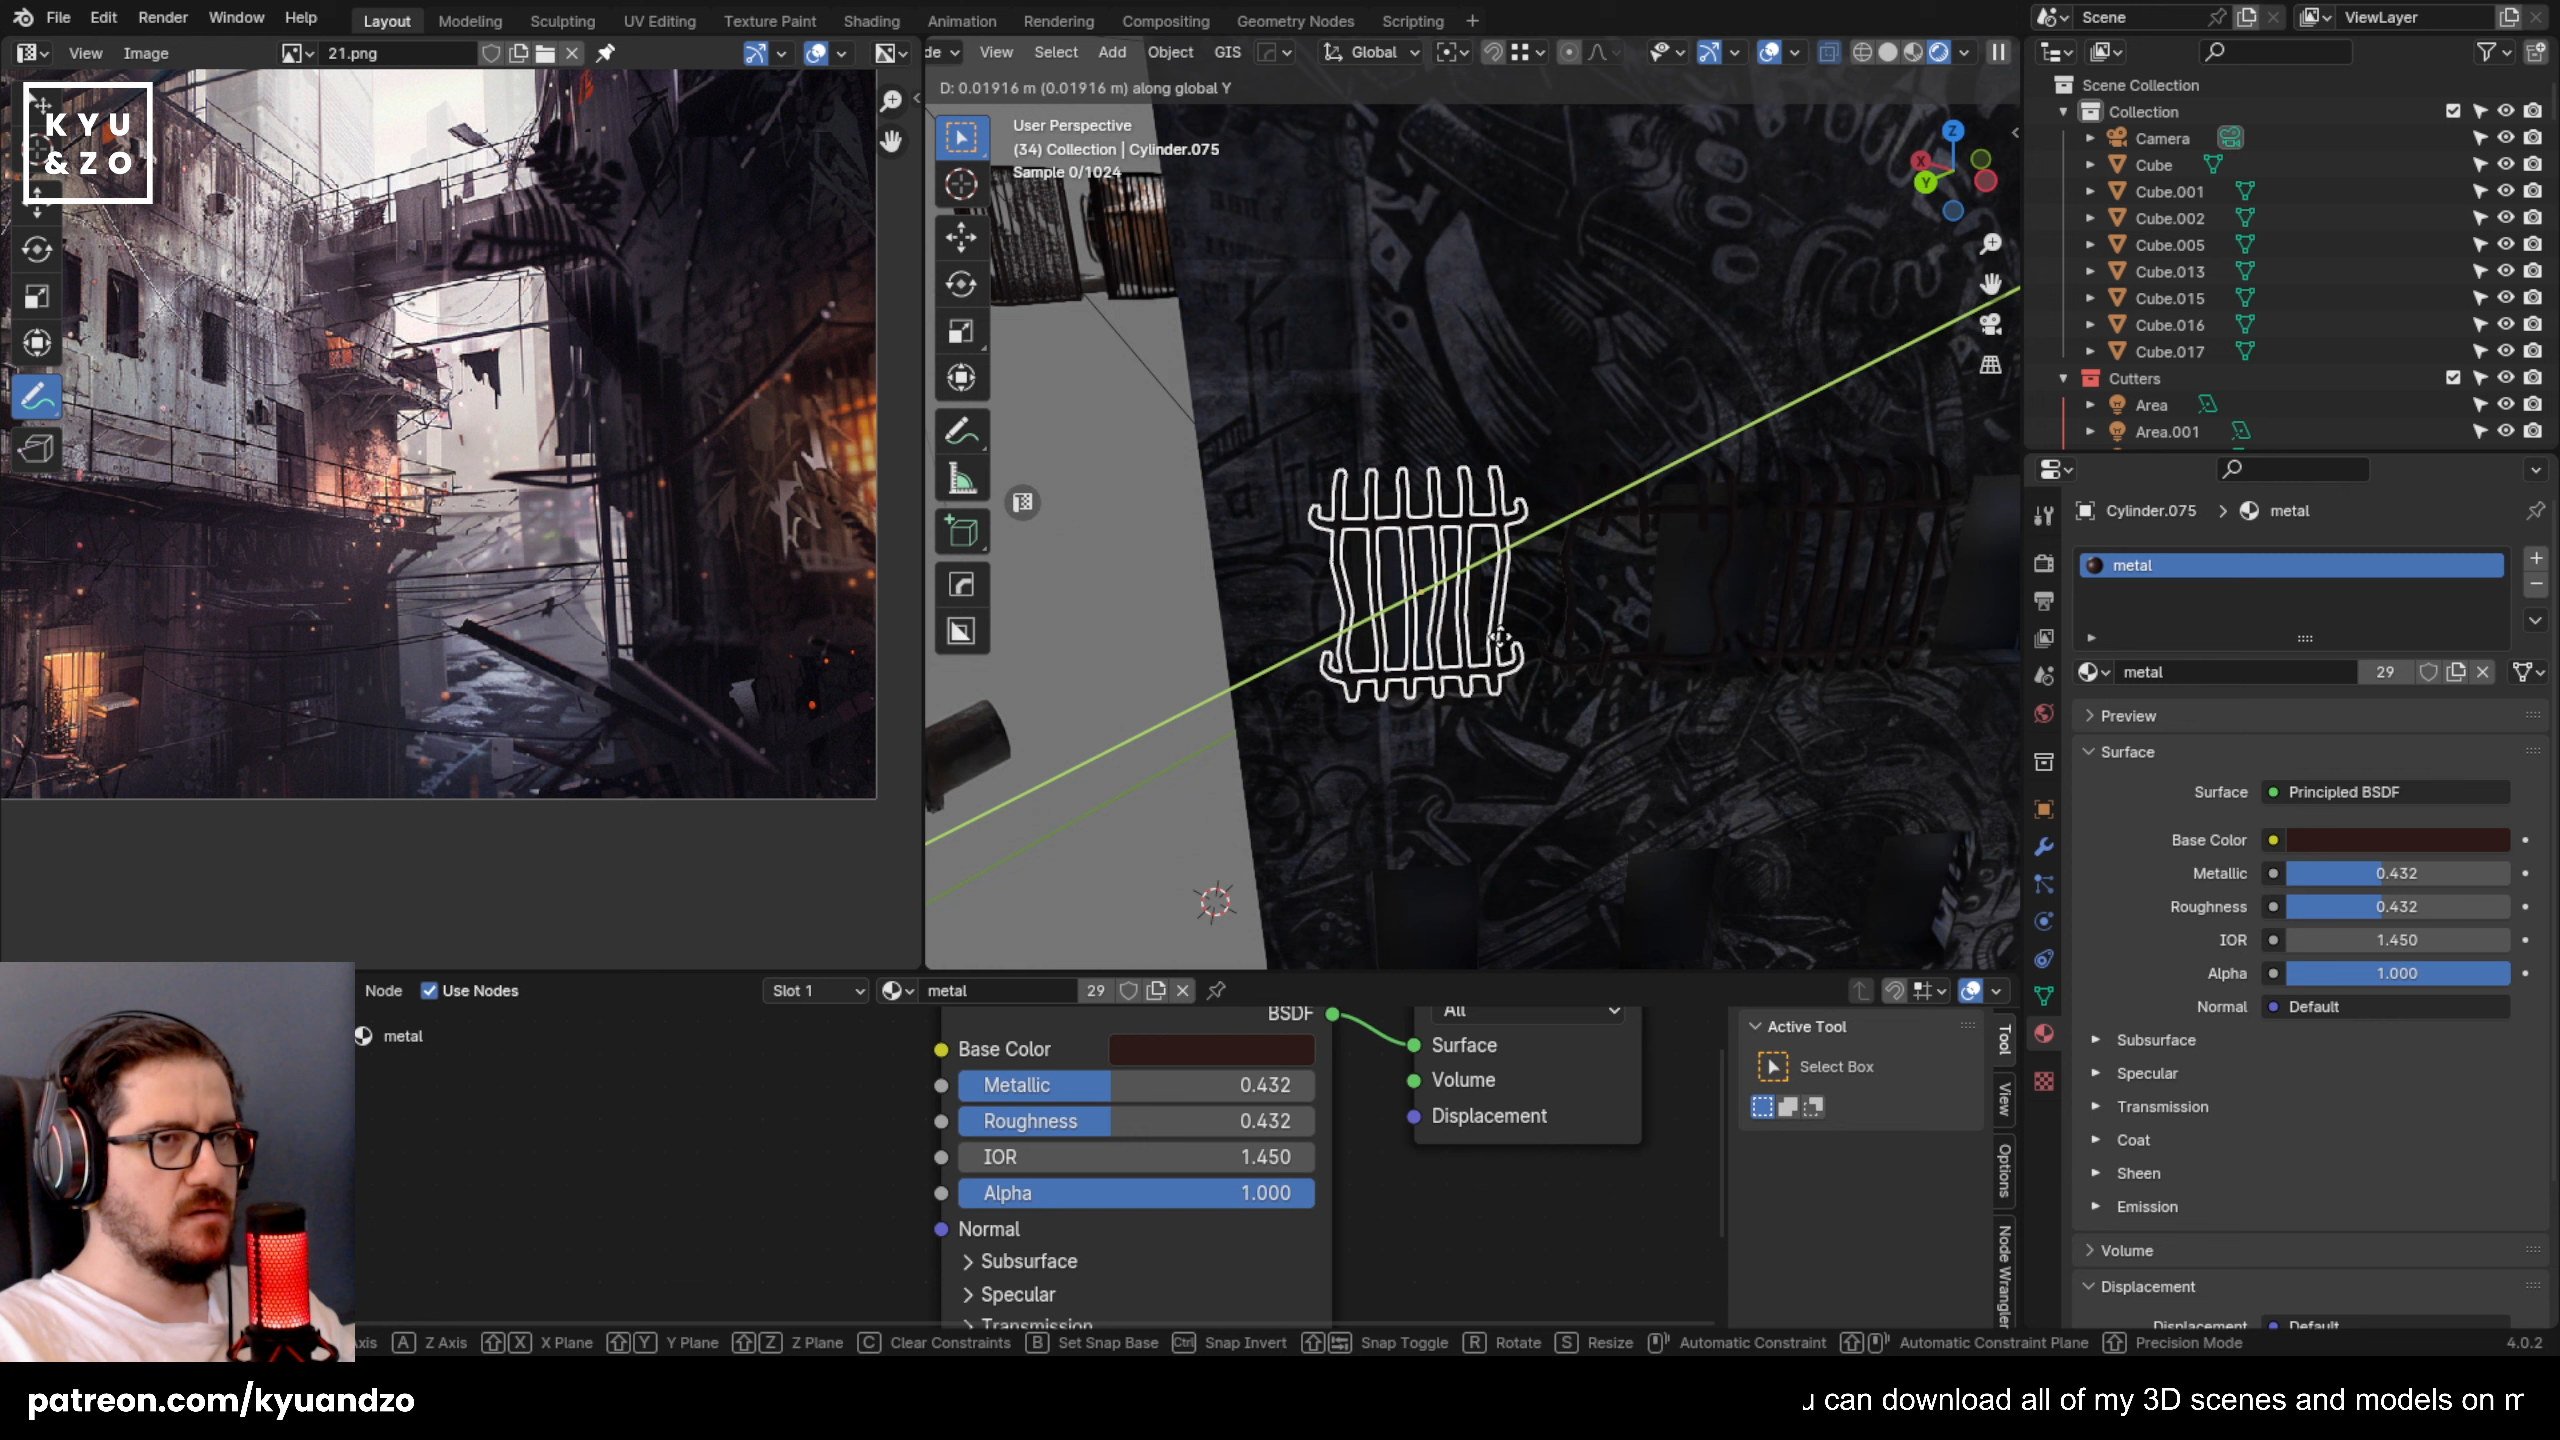 File Edit Render Window Help
Layout Modeling Sculpting UV Editing Texture Paint Shading Animation Rendering Compositing Geometry Nodes Scripting +
Scene
ViewLayer
View Image
21.png
de View Select Add Object GIS
Global
D: 0.01916 m (0.01916 m) along global Y
User Perspective
(34) Collection | Cylinder.075
Sample 0/1024
KYU
&ZO
Z
X
Y
Scene Collection
Collection
Camera
Cube
Cube.001
Cube.002
Cube.005
Cube.013
Cube.015
Cube.016
Cube.017
Cutters
Area
Area.001
Cylinder.075 > metal
metal
metal 29
Preview
Surface
Surface Principled BSDF
Base Color
Metallic 0.432
Roughness 0.432
IOR 1.450
Alpha 1.000
Normal Default
Subsurface
Specular
Transmission
Coat
Sheen
Emission
Volume
Displacement
Displacement Default
Node Use Nodes
Slot 1
metal 29
metal
BSDF
Base Color
Metallic 0.432
Roughness 0.432
IOR 1.450
Alpha 1.000
Normal
Subsurface
Specular
Transmission
All
Surface
Volume
Displacement
Active Tool
Select Box
Tool
View
Options
Node Wrangler
xis A Z Axis X X Plane Y Y Plane Z Z Plane C Clear Constraints B Set Snap Base Ctrl Snap Invert Snap Toggle R Rotate S Resize Automatic Constraint Automatic Constraint Plane Precision Mode 4.0.2
patreon.com/kyuandzo
u can download all of my 3D scenes and models on m